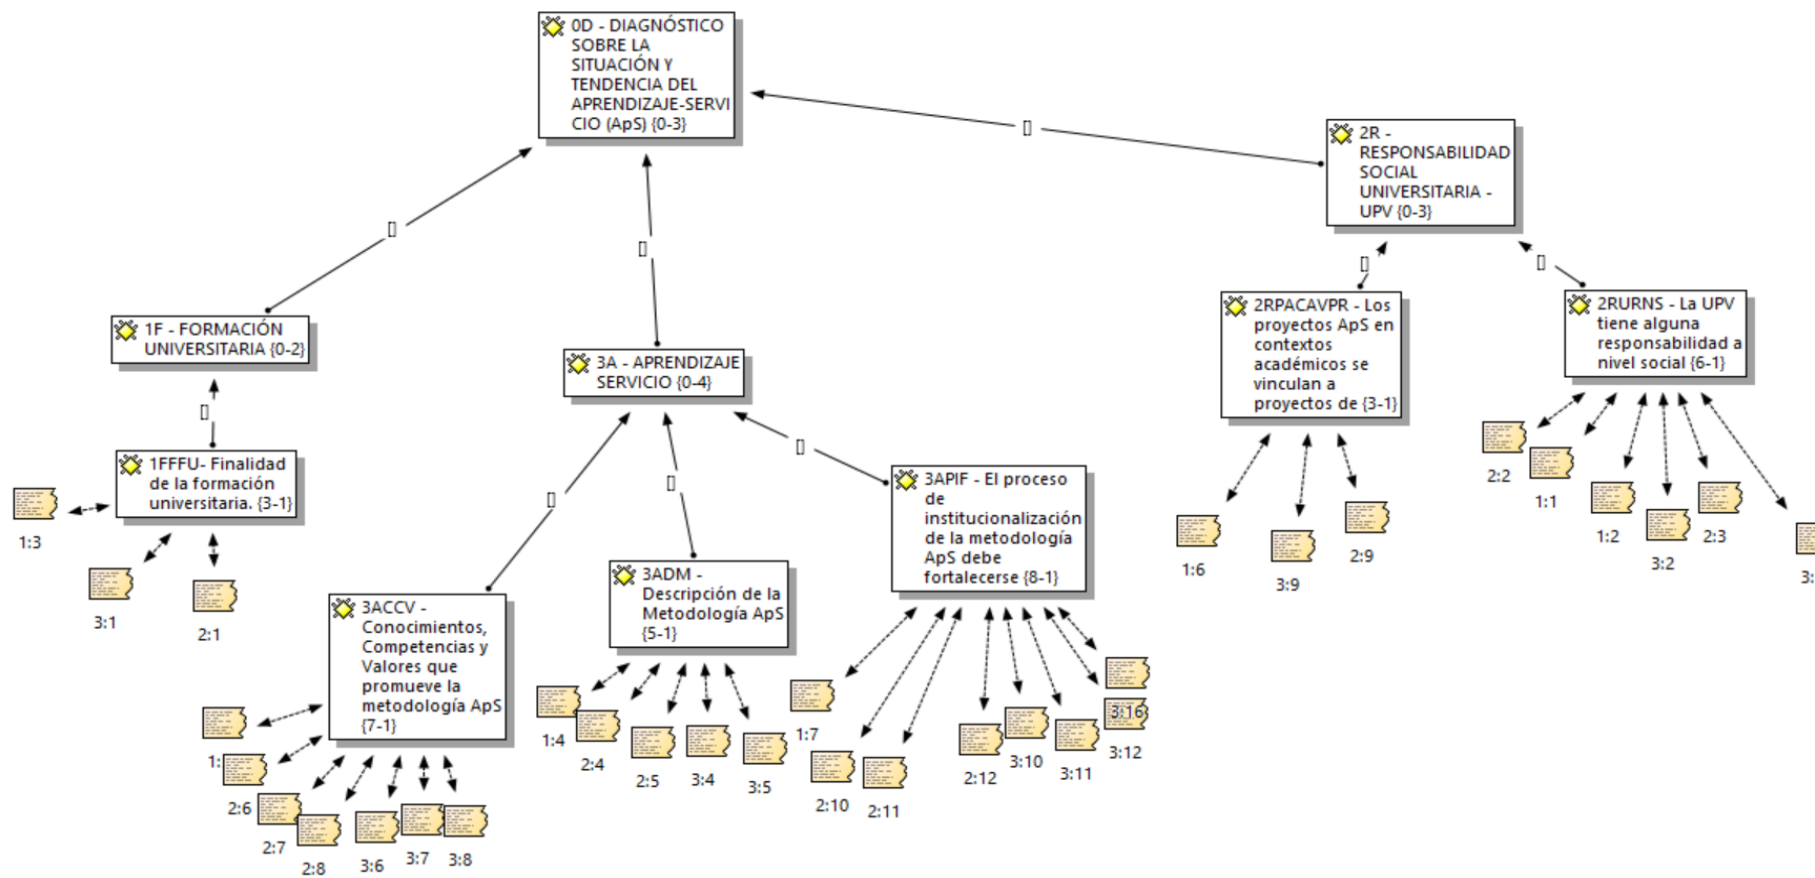 0D - DIAGNÓSTICO
SOBRE LA
SITUACIÓN Y
TENDENCIA DEL
APRENDIZAJE-SERVI
CIO (ApS) {0-3}
2R -
RESPONSABILIDAD
SOCIAL
UNIVERSITARIA -
UPV {0-3}
1F - FORMACIÓN
UNIVERSITARIA {0-2}
3A - APRENDIZAJE
SERVICIO {0-4}
2RPACAVPR - Los
proyectos ApS en
contextos
académicos se
vinculan a
proyectos de {3-1}
2RURNS - La UPV
tiene alguna
responsabilidad a
nivel social {6-1}
1FFFU- Finalidad
de la formación
universitaria. {3-1}
3ACCV -
Conocimientos,
Competencias y
Valores que
promueve la
metodología ApS
{7-1}
3ADM -
Descripción de la
Metodología ApS
{5-1}
3APIF - El proceso
de
institucionalización
de la metodología
ApS debe
fortalecerse {8-1}
1:3
3:1
2:1
1:
2:6
2:7
2:8
3:6
3:7
3:8
1:4
2:4
2:5
3:4
3:5
1:7
2:10
2:11
2:12
3:10
3:11
3:16
3:12
1:6
3:9
2:9
2:2
1:1
1:2
3:2
2:3
3: